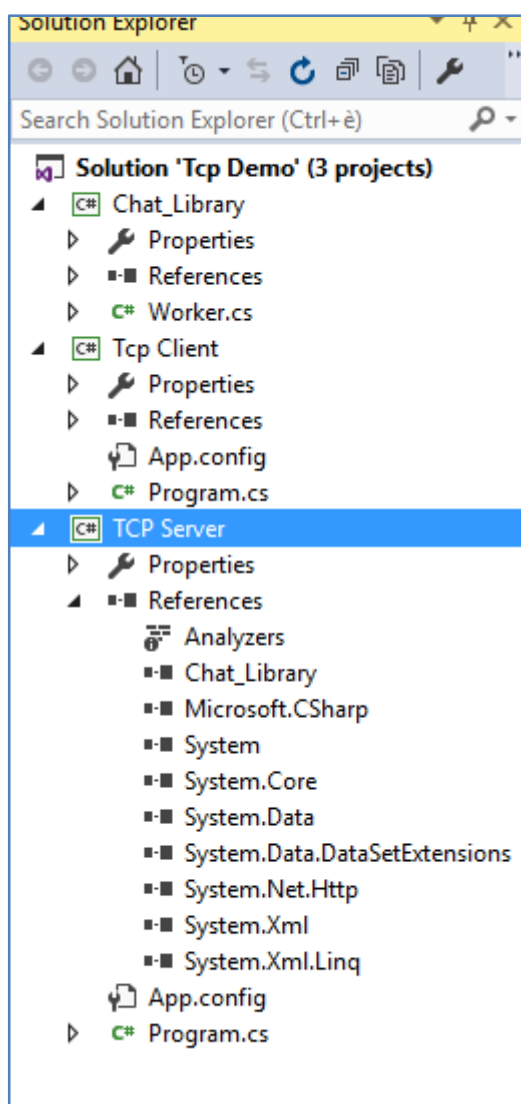 Solution Explorer
Search Solution Explorer (Ctrl+è)
Solution 'Tcp Demo' (3 projects)
C# Chat_Library
Properties
References
C# Worker.cs
C# Tcp Client
Properties
References
App.config
C# Program.cs
C# TCP Server
Properties
References
Analyzers
Chat_Library
Microsoft.CSharp
System
System.Core
System.Data
System.Data.DataSetExtensions
System.Net.Http
System.Xml
System.Xml.Linq
App.config
C# Program.cs